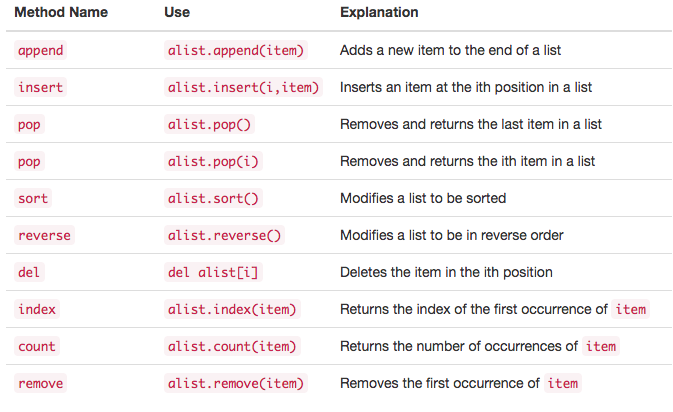 Method Name Use Explanation
append alist.append(item) Adds a new item to the end of a list
insert alist.insert(i,item) Inserts an item at the ith position in a list
pop alist.pop() Removes and returns the last item in a list
pop alist.pop(i) Removes and returns the ith item in a list
sort alist.sort() Modifies a list to be sorted
reverse alist.reverse() Modifies a list to be in reverse order
del del alist[i] Deletes the item in the ith position
index alist.index(item) Returns the index of the first occurrence of item
count alist.count(item) Returns the number of occurrences of item
remove alist.remove(item) Removes the first occurrence of item